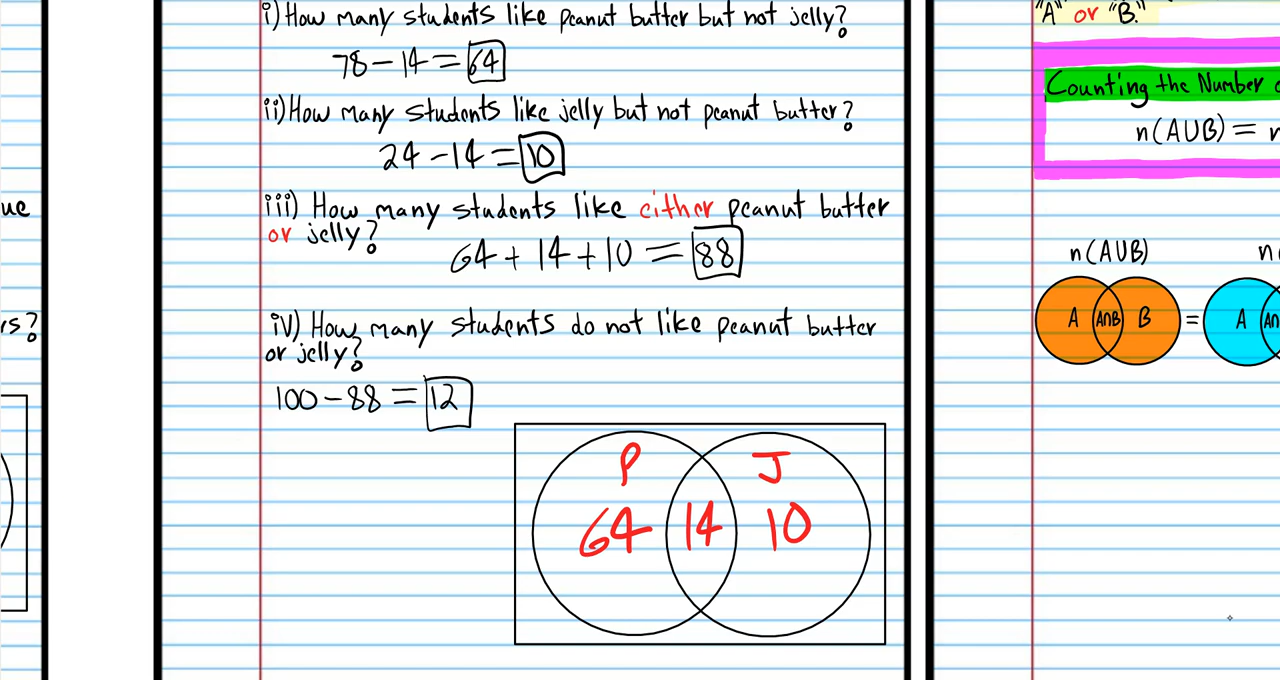 i) How many students like peanut butter but not jelly?
78 - 14 = 64
ii) How many students like jelly but not peanut butter?
24 - 14 = 10
iii) How many students like either peanut butter
or jelly?
64 + 14 + 10 = 88
iv) How many students do not like peanut butter
or jelly?
100 - 88 = 12
P J
64 14 10
ue
rs?
"A" or "B."
Counting the Number
n(A∪B) =
n(A∪B)
A A∩B B = A